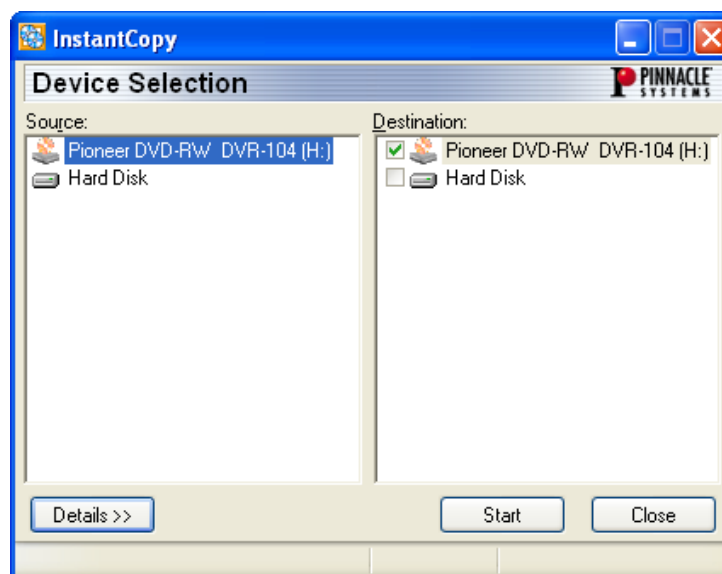 InstantCopy
Device Selection
PINNACLE
SYSTEMS
Source:
Pioneer DVD-RW DVR-104 (H:)
Hard Disk
Destination:
Pioneer DVD-RW DVR-104 (H:)
Hard Disk
Details >>
Start
Close